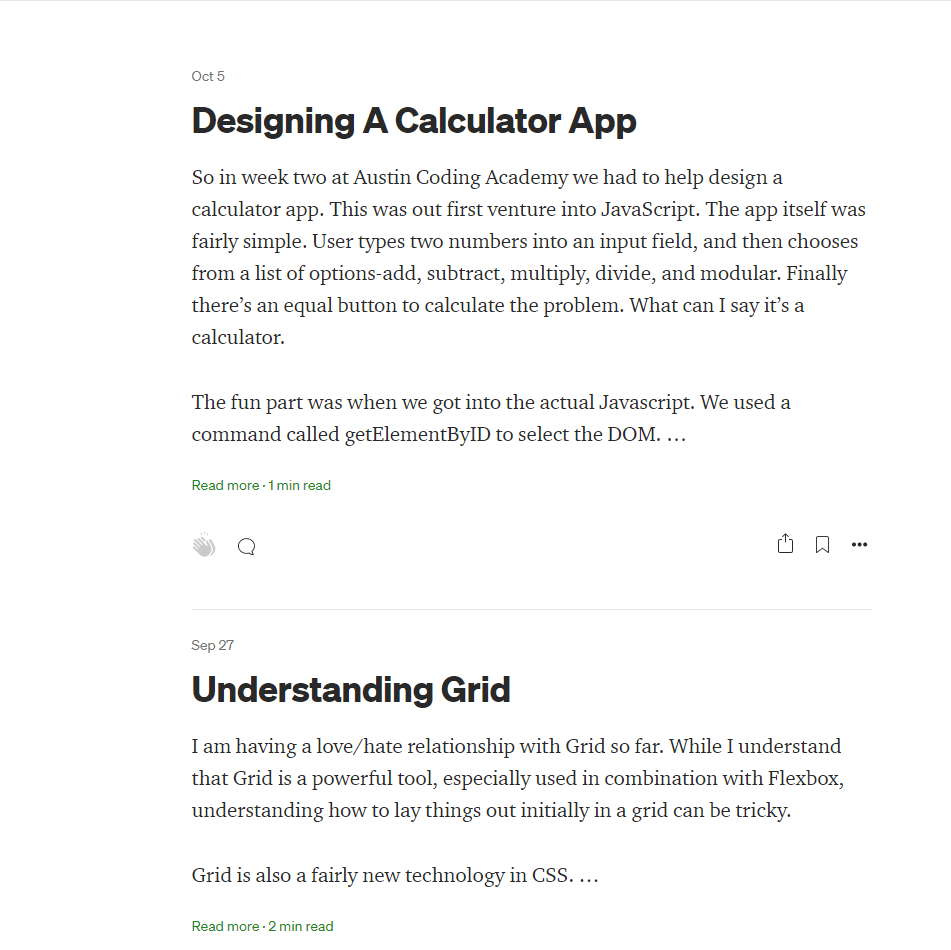 Oct 5
Designing A Calculator App
So in week two at Austin Coding Academy we had to help design a
calculator app. This was out first venture into JavaScript. The app itself was
fairly simple. User types two numbers into an input field, and then chooses
from a list of options-add, subtract, multiply, divide, and modular. Finally
there’s an equal button to calculate the problem. What can I say it’s a
calculator.
The fun part was when we got into the actual Javascript. We used a
command called getElementByID to select the DOM. …
Read more · 1 min read
Sep 27
Understanding Grid
I am having a love/hate relationship with Grid so far. While I understand
that Grid is a powerful tool, especially used in combination with Flexbox,
understanding how to lay things out initially in a grid can be tricky.
Grid is also a fairly new technology in CSS. …
Read more · 2 min read